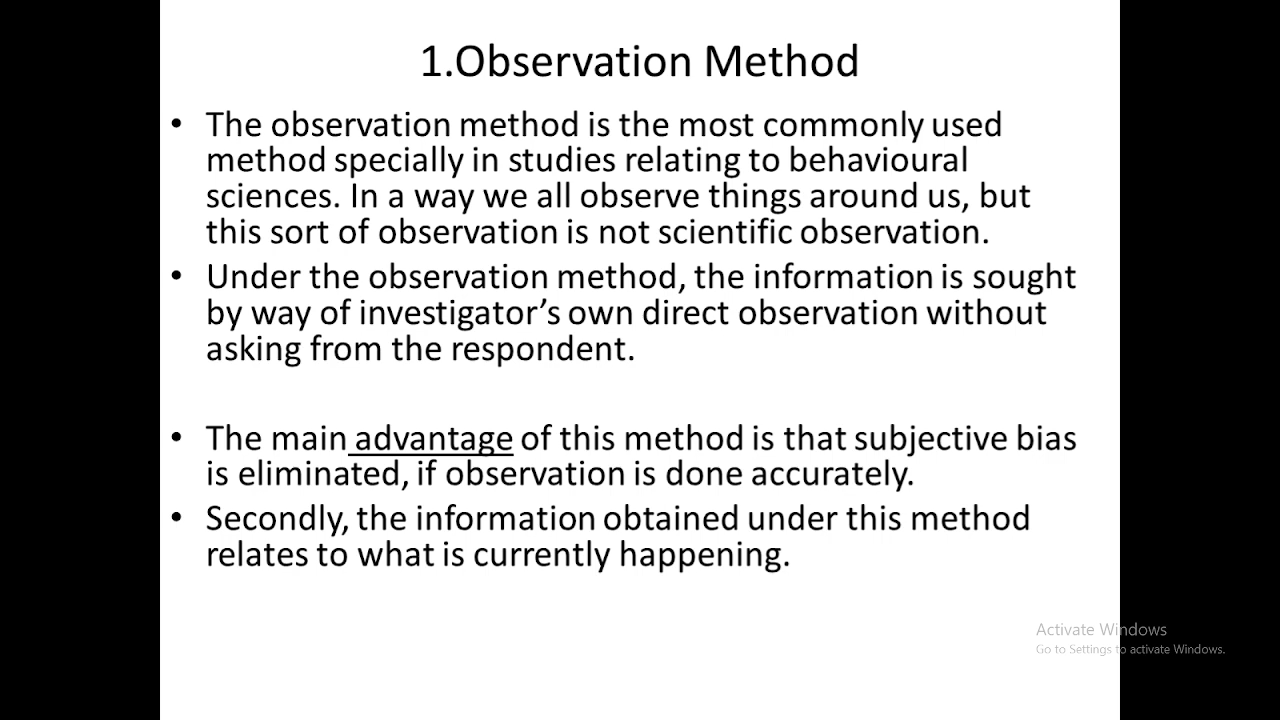 1.Observation Method
• The observation method is the most commonly used
method specially in studies relating to behavioural
sciences. In a way we all observe things around us, but
this sort of observation is not scientific observation.
• Under the observation method, the information is sought
by way of investigator’s own direct observation without
asking from the respondent.
• The main advantage of this method is that subjective bias
is eliminated, if observation is done accurately.
• Secondly, the information obtained under this method
relates to what is currently happening.
Activate Windows
Go to Settings to activate Windows.